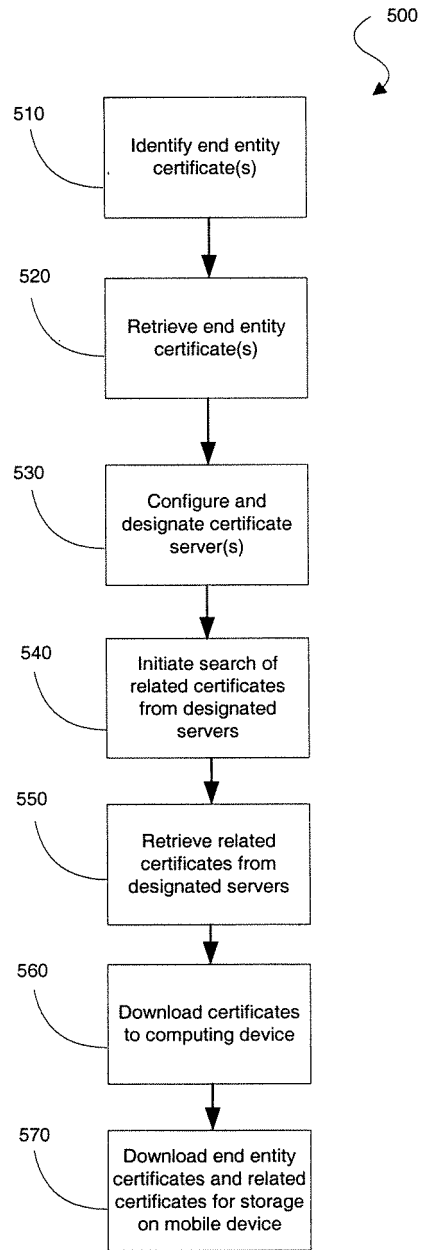 500
510
Identify end entity
certificate(s)
520
Retrieve end entity
certificate(s)
530
Configure and
designate certificate
server(s)
540
Initiate search of
related certificates
from designated
servers
550
Retrieve related
certificates from
designated servers
560
Download certificates
to computing device
570
Download end entity
certificates and related
certificates for storage
on mobile device